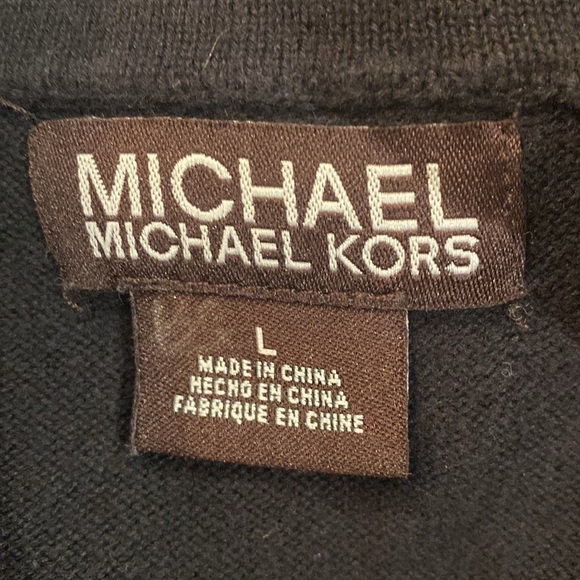 MICHAEL
MICHAEL KORS
L
MADE IN CHINA
HECHO EN CHINA
FABRIQUE EN CHINE